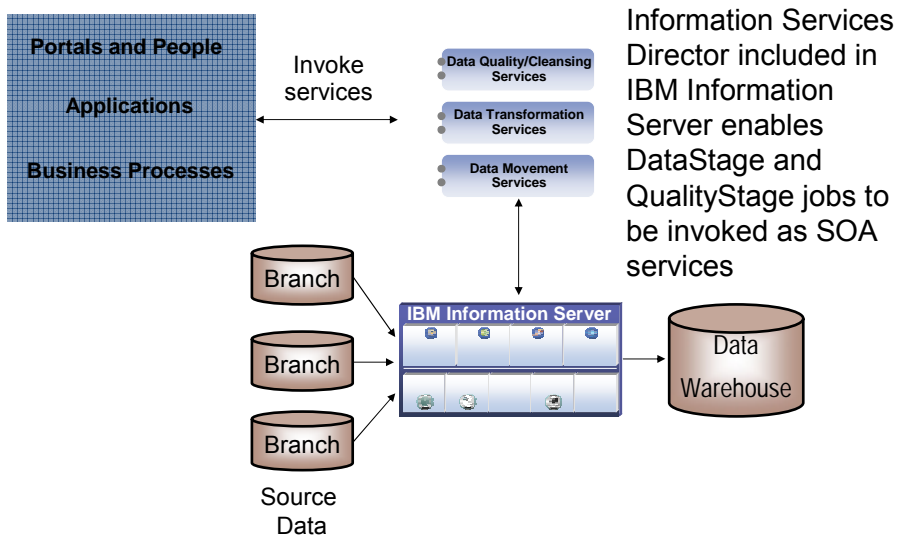 Portals and People
Applications
Business Processes
Invoke
services
Data Quality/Cleansing
Services
Data Transformation
Services
Data Movement
Services
Information Services
Director included in
IBM Information
Server enables
DataStage and
QualityStage jobs to
be invoked as SOA
services
Branch
Branch
Branch
Source
Data
IBM Information Server
Data
Warehouse